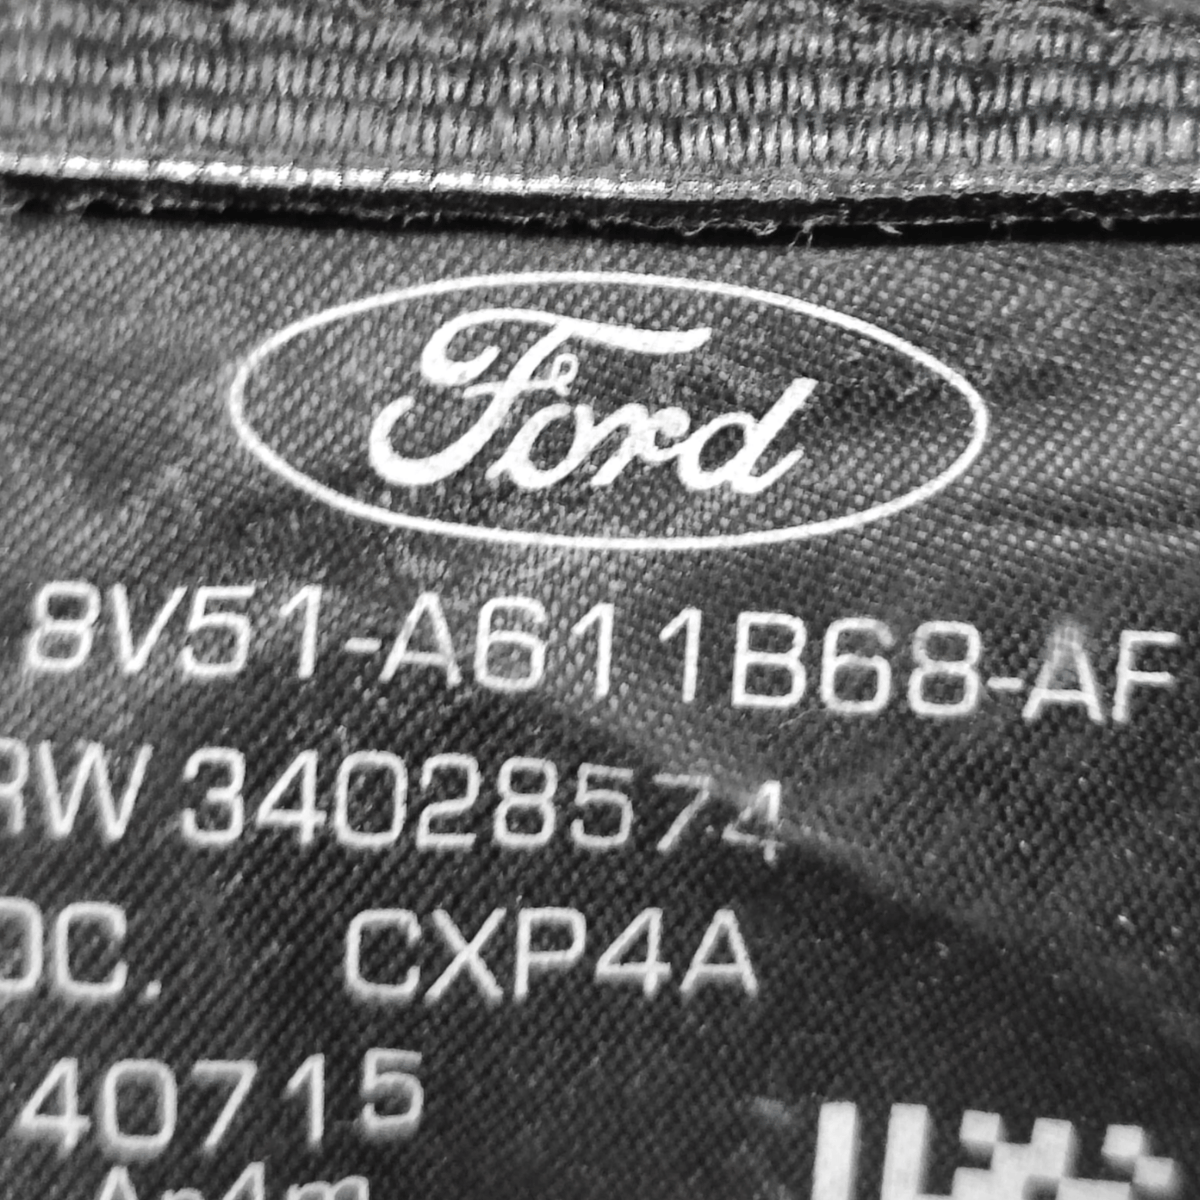 Ford
8V51-A611B68-AF
RW 34028574
OC. CXP4A
40715